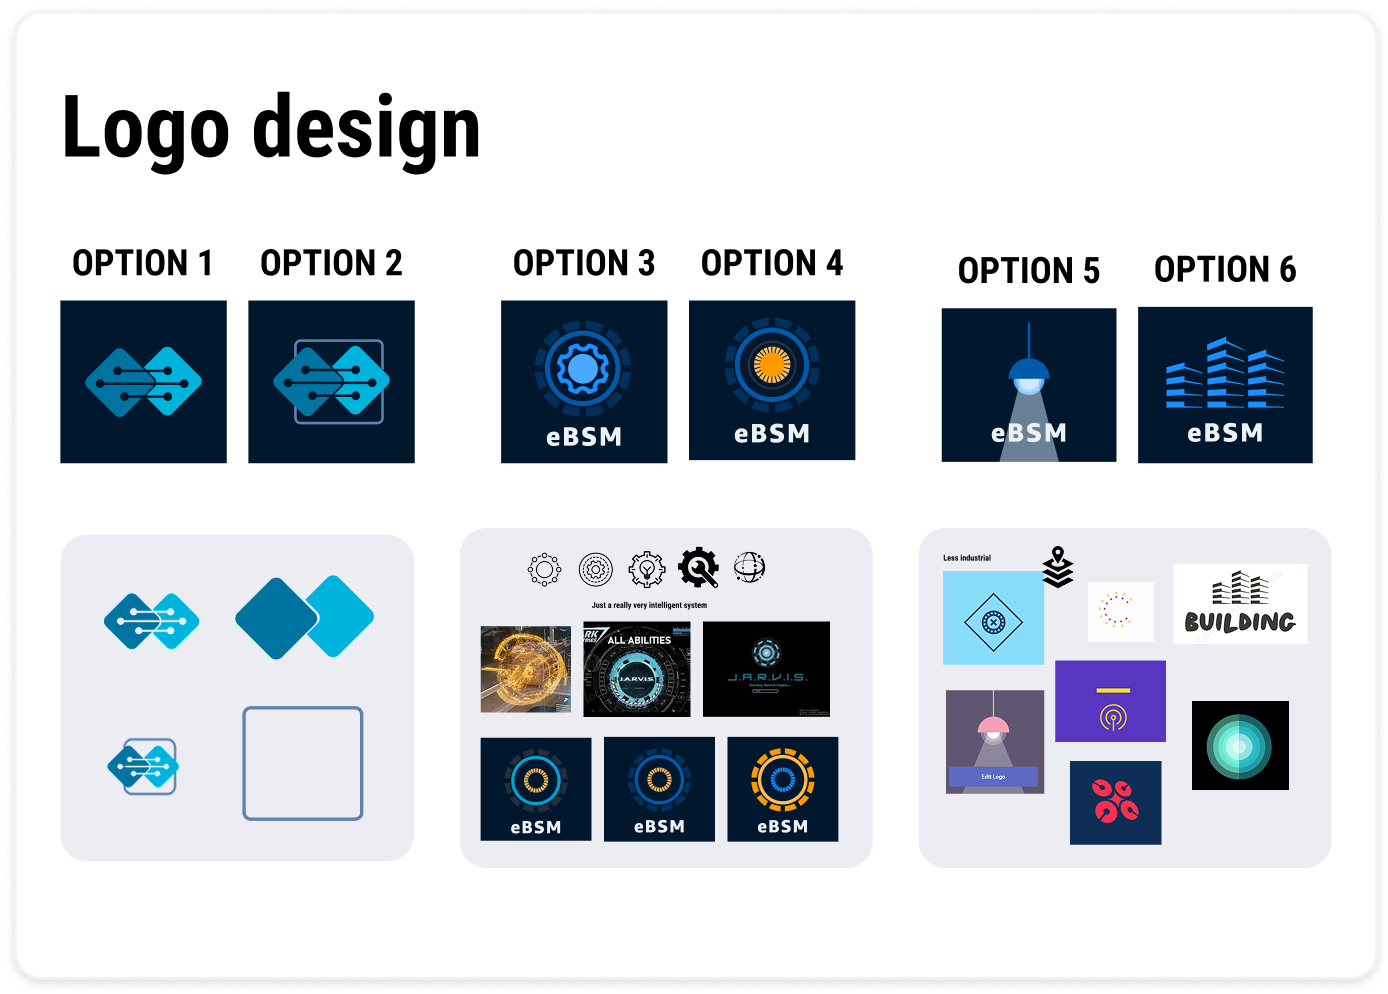 Logo design
OPTION 1
OPTION 2
OPTION 3
OPTION 4
OPTION 5
OPTION 6
eBSM
eBSM
eBSM
eBSM
Just a really very intelligent system
ARK
ALL ABILITIES
J.A.R.V.I.S.
J.A.R.V.I.S.
eBSM
eBSM
eBSM
Less industrial
BUILDING
Edit Logo